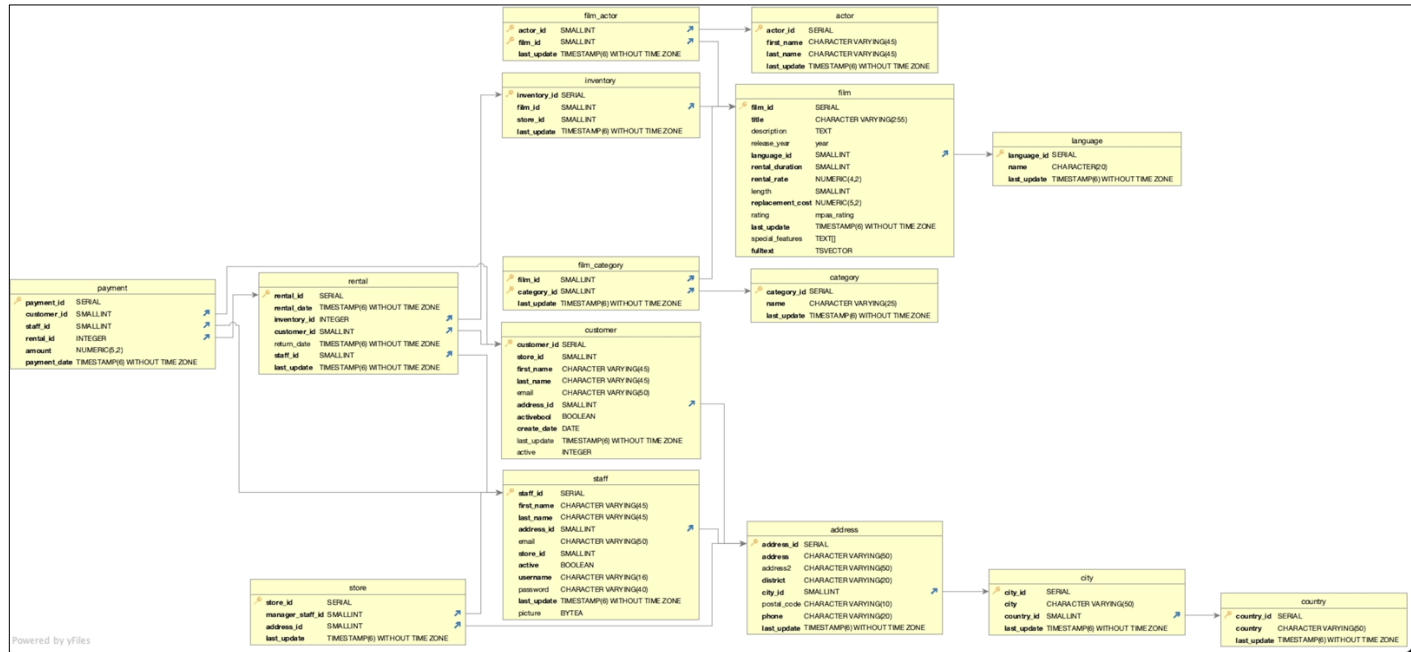 film_actor
actor_id SMALLINT
film_id SMALLINT
last_update TIMESTAMP(6) WITHOUT TIME ZONE
actor
actor_id SERIAL
first_name CHARACTER VARYING(45)
last_name CHARACTER VARYING(45)
last_update TIMESTAMP(6) WITHOUT TIME ZONE
inventory
inventory_id SERIAL
film_id SMALLINT
store_id SMALLINT
last_update TIMESTAMP(6) WITHOUT TIME ZONE
film
film_id SERIAL
title CHARACTER VARYING(255)
description TEXT
release_year year
language_id SMALLINT
rental_duration SMALLINT
rental_rate NUMERIC(4,2)
length SMALLINT
replacement_cost NUMERIC(5,2)
rating mpaa_rating
last_update TIMESTAMP(6) WITHOUT TIME ZONE
special_features TEXT[]
fulltext TSVECTOR
language
language_id SERIAL
name CHARACTER(20)
last_update TIMESTAMP(6) WITHOUT TIME ZONE
film_category
film_id SMALLINT
category_id SMALLINT
last_update TIMESTAMP(6) WITHOUT TIME ZONE
category
category_id SERIAL
name CHARACTER VARYING(25)
last_update TIMESTAMP(6) WITHOUT TIME ZONE
payment
payment_id SERIAL
customer_id SMALLINT
staff_id SMALLINT
rental_id INTEGER
amount NUMERIC(5,2)
payment_date TIMESTAMP(6) WITHOUT TIME ZONE
rental
rental_id SERIAL
rental_date TIMESTAMP(6) WITHOUT TIME ZONE
inventory_id INTEGER
customer_id SMALLINT
return_date TIMESTAMP(6) WITHOUT TIME ZONE
staff_id SMALLINT
last_update TIMESTAMP(6) WITHOUT TIME ZONE
customer
customer_id SERIAL
store_id SMALLINT
first_name CHARACTER VARYING(45)
last_name CHARACTER VARYING(45)
email CHARACTER VARYING(50)
address_id SMALLINT
activebool BOOLEAN
create_date DATE
last_update TIMESTAMP(6) WITHOUT TIME ZONE
active INTEGER
staff
staff_id SERIAL
first_name CHARACTER VARYING(45)
last_name CHARACTER VARYING(45)
address_id SMALLINT
email CHARACTER VARYING(50)
store_id SMALLINT
active BOOLEAN
username CHARACTER VARYING(16)
password CHARACTER VARYING(40)
last_update TIMESTAMP(6) WITHOUT TIME ZONE
picture BYTEA
store
store_id SERIAL
manager_staff_id SMALLINT
address_id SMALLINT
last_update TIMESTAMP(6) WITHOUT TIME ZONE
address
address_id SERIAL
address CHARACTER VARYING(50)
address2 CHARACTER VARYING(50)
district CHARACTER VARYING(20)
city_id SMALLINT
postal_code CHARACTER VARYING(10)
phone CHARACTER VARYING(20)
last_update TIMESTAMP(6) WITHOUT TIME ZONE
city
city_id SERIAL
city CHARACTER VARYING(50)
country_id SMALLINT
last_update TIMESTAMP(6) WITHOUT TIME ZONE
country
country_id SERIAL
country CHARACTER VARYING(50)
last_update TIMESTAMP(6) WITHOUT TIME ZONE
Powered by yFiles